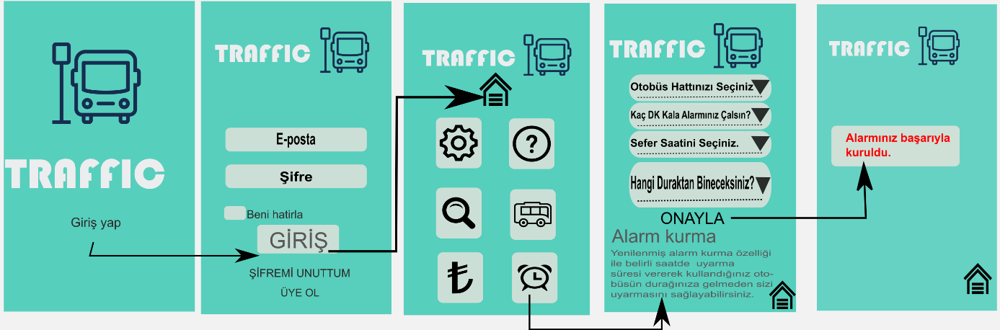 TRAFFIC
Giriş yap
TRAFFIC
E-posta
Şifre
Beni hatirla
GİRİŞ
ŞİFREMİ UNUTTUM
ÜYE OL
TRAFFIC
?
₺
TRAFFIC
Otobüs Hattınızı Seçiniz
Kaç DK Kala Alarmınız Çalsın?
Sefer Saatini Seçiniz.
Hangi Duraktan Bineceksiniz?
ONAYLA
Alarm kurma
Yenilenmiş alarm kurma özelliği
ile belirli saatde uyarma
süresi vererek kullandığınız oto-
büsün durağınıza gelmeden sizi
uyarmasını sağlayabilirsiniz.
TRAFFIC
Alarmınız başarıyla
kuruldu.